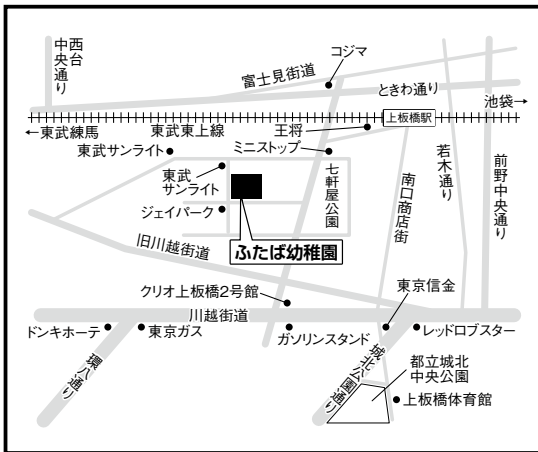 西台
中央通り
コジマ
富士見街道
ときわ通り
池袋→
←東武練馬
東武東上線
王将
上板橋駅
東武サンライト
ミニストップ
東武
サンライト
ジェイパーク
七軒屋公園
南口商店街
若木通り
前野中央通り
旧川越街道
ふたば幼稚園
クリオ上板橋2号館
川越街道
東京信金
ドンキホーテ
東京ガス
ガソリンスタンド
レッドロブスター
環八通り
城北公園通り
都立城北
中央公園
上板橋体育館